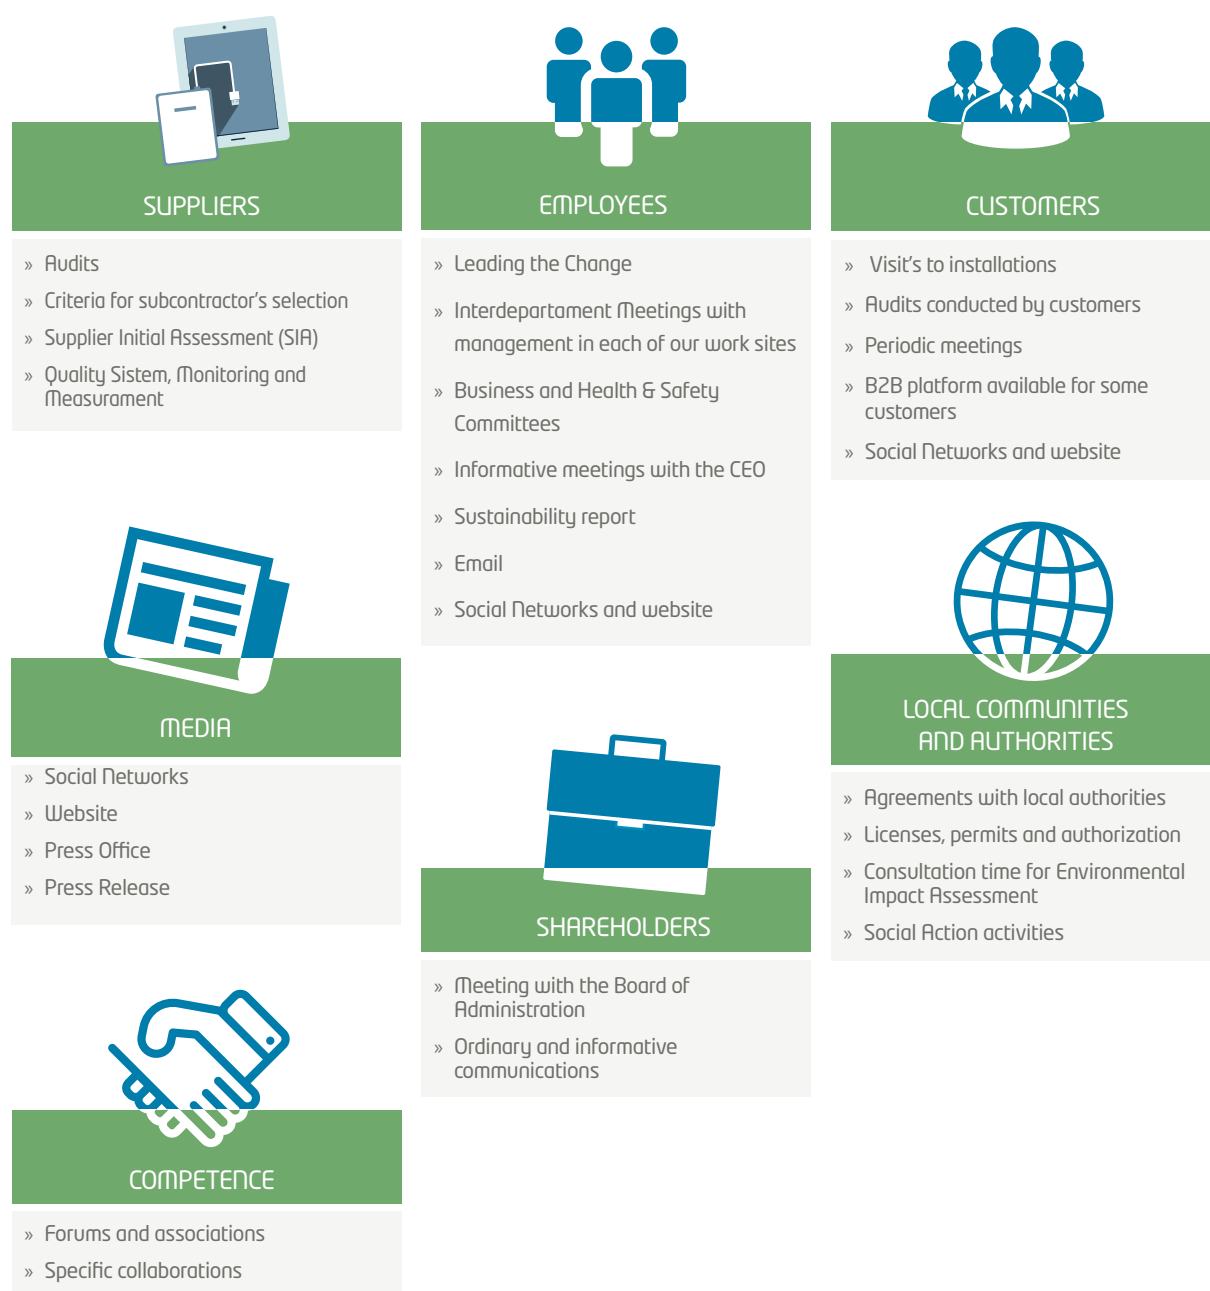 SUPPLIERS
» Audits
» Criteria for subcontractor's selection
» Supplier Initial Assessment (SIA)
» Quality Sistem, Monitoring and
Measurament
EMPLOYEES
» Leading the Change
» Interdepartament Meetings with
management in each of our work sites
» Business and Health & Safety
Committees
» Informative meetings with the CEO
» Sustainability report
» Email
» Social Networks and website
CUSTOMERS
» Visit's to installations
» Audits conducted by customers
» Periodic meetings
» B2B platform available for some
customers
» Social Networks and website
MEDIA
» Social Networks
» Website
» Press Office
» Press Release
SHAREHOLDERS
» Meeting with the Board of
Administration
» Ordinary and informative
communications
LOCAL COMMUNITIES
AND AUTHORITIES
» Agreements with local authorities
» Licenses, permits and authorization
» Consultation time for Environmental
Impact Assessment
» Social Action activities
COMPETENCE
» Forums and associations
» Specific collaborations